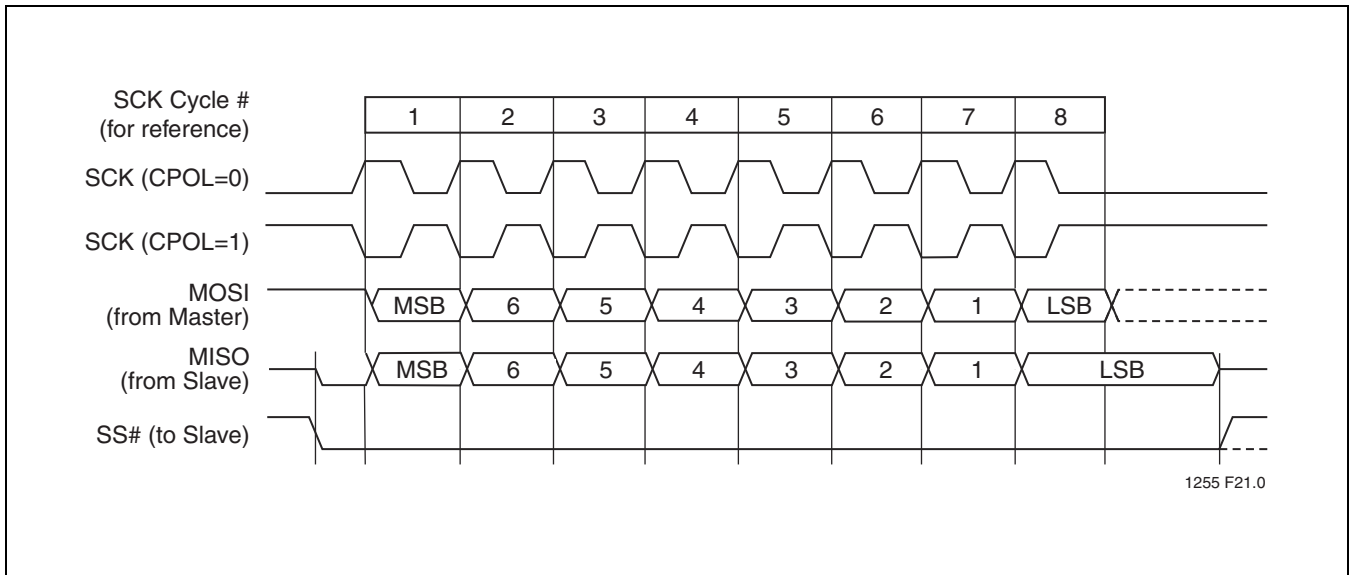 SCK Cycle #
(for reference)
1 2 3 4 5 6 7 8
SCK (CPOL=0)
SCK (CPOL=1)
MOSI
(from Master)
MSB 6 5 4 3 2 1 LSB
MISO
(from Slave)
MSB 6 5 4 3 2 1 LSB
SS# (to Slave)
1255 F21.0